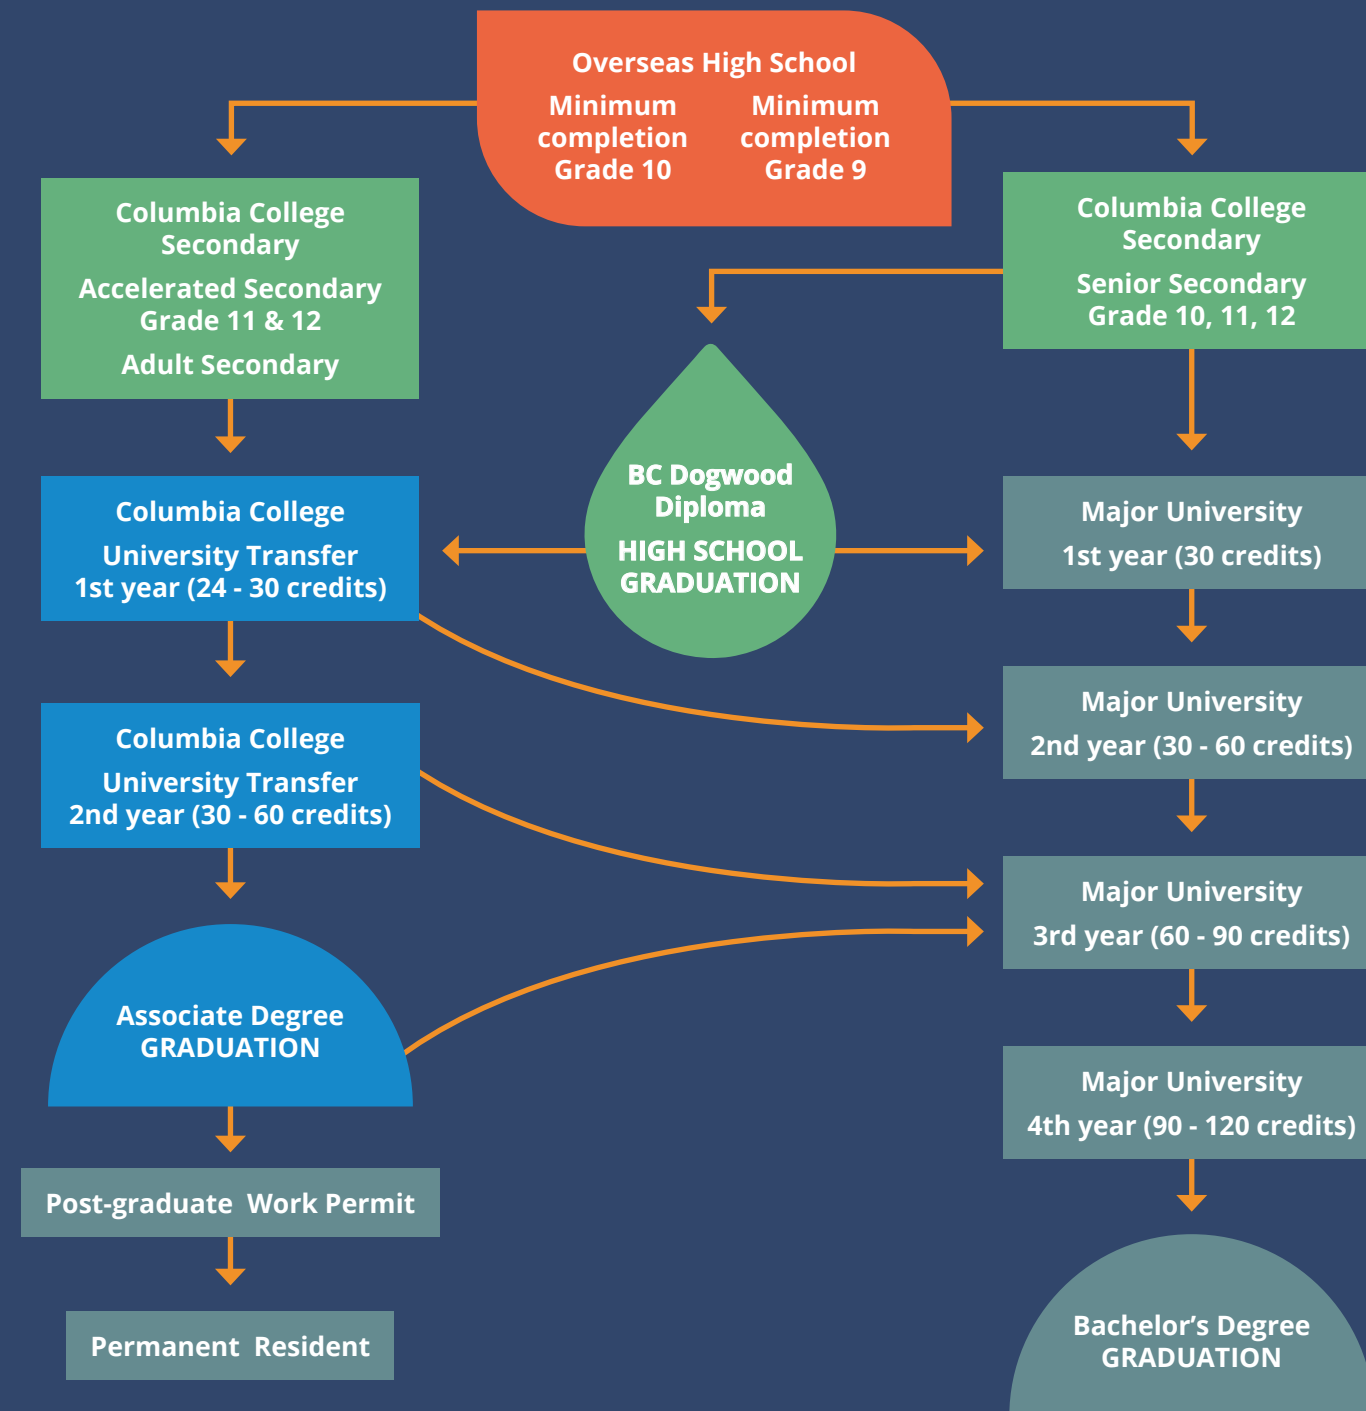 Overseas High School
Minimum
completion
Grade 10
Minimum
completion
Grade 9
Columbia College
Secondary
Accelerated Secondary
Grade 11 & 12
Adult Secondary
Columbia College
Secondary
Senior Secondary
Grade 10, 11, 12
BC Dogwood
Diploma
HIGH SCHOOL
GRADUATION
Columbia College
University Transfer
1st year (24 - 30 credits)
Major University
1st year (30 credits)
Columbia College
University Transfer
2nd year (30 - 60 credits)
Major University
2nd year (30 - 60 credits)
Major University
3rd year (60 - 90 credits)
Associate Degree
GRADUATION
Major University
4th year (90 - 120 credits)
Post-graduate  Work Permit
Permanent  Resident
Bachelor’s Degree
GRADUATION